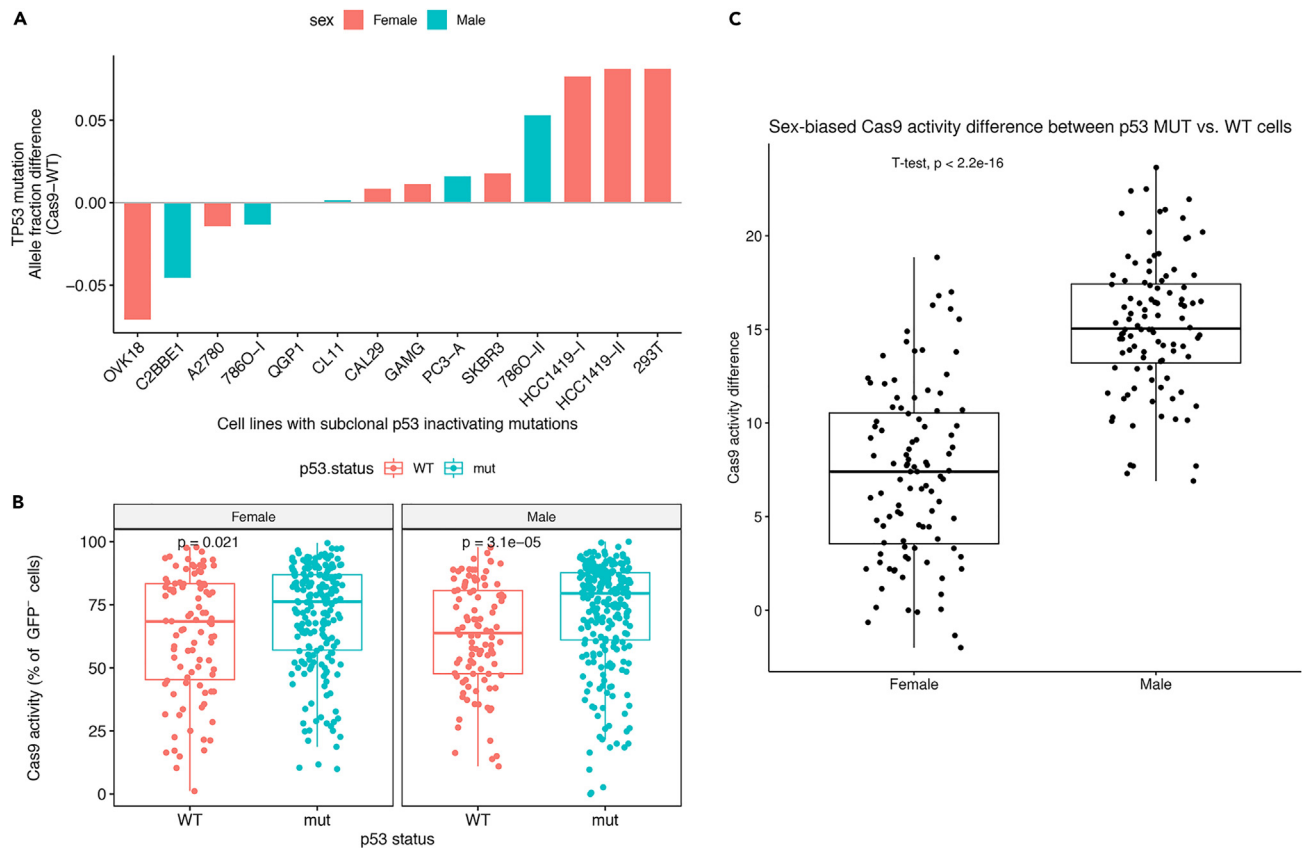 A
sex Female Male
TP53 mutation
Allele fraction difference
(Cas9−WT)
0.05
0.00
−0.05
OVK18 C2BBE1 A2780 786O−I QGP1 CL11 CAL29 GAMG PC3−A SKBR3 786O−II HCC1419−I HCC1419−II 293T
Cell lines with subclonal p53 inactivating mutations
B
p53.status WT mut
Female Male
p = 0.021 p = 3.1e−05
Cas9 activity (% of GFP⁻ cells)
100
75
50
25
0
WT mut WT mut
p53 status
C
Sex-biased Cas9 activity difference between p53 MUT vs. WT cells
T-test, p < 2.2e-16
Cas9 activity difference
20
15
10
5
0
Female Male